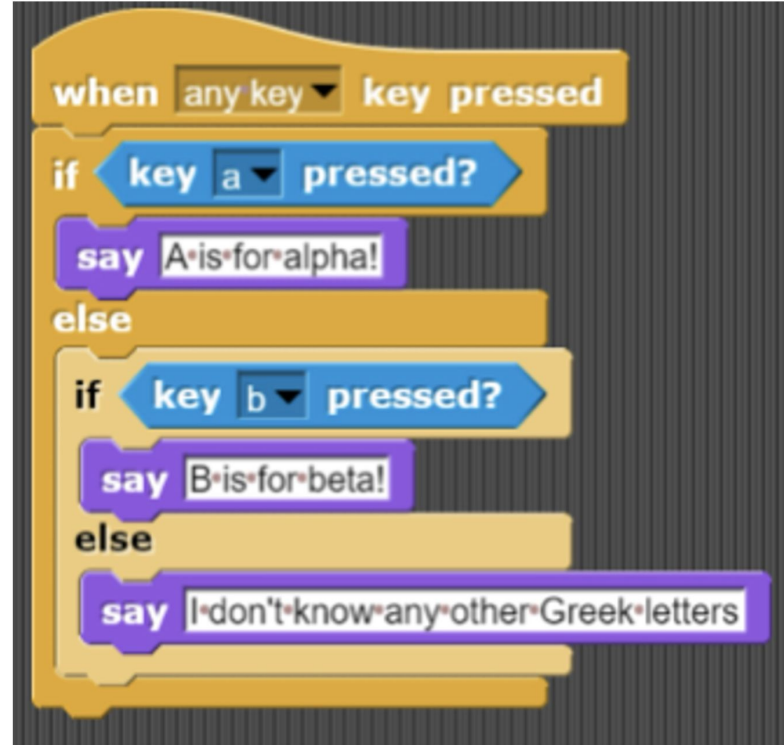 when any key key pressed
if key a pressed?
say A is for alpha!
else
if key b pressed?
say B is for beta!
else
say I don't know any other Greek letters